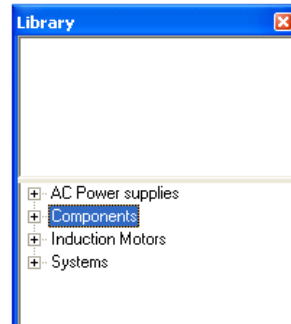 Library
AC Power supplies
Components
Induction Motors
Systems